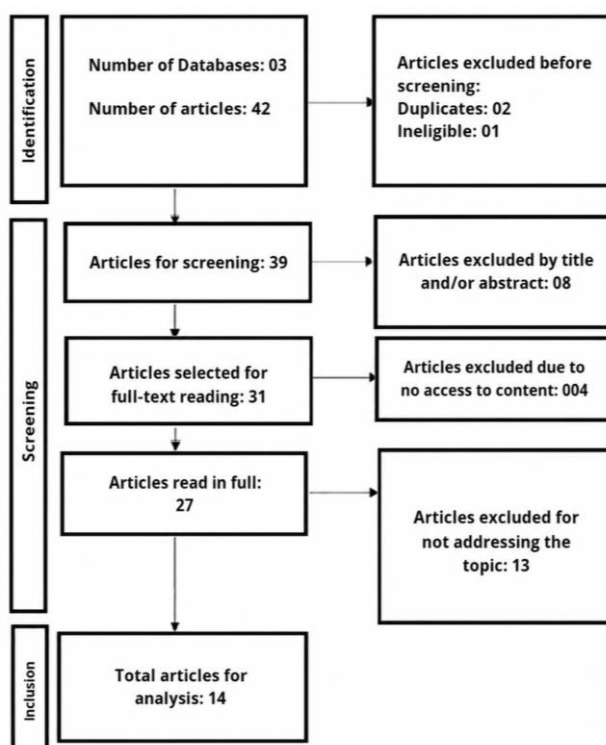 Identification
Number of Databases: 03
Number of articles: 42
Articles excluded before
screening:
Duplicates: 02
Ineligible: 01
Screening
Articles for screening: 39
Articles excluded by title
and/or abstract: 08
Articles selected for
full-text reading: 31
Articles excluded due to
no access to content: 004
Articles read in full:
27
Articles excluded for
not addressing the
topic: 13
Inclusion
Total articles for
analysis: 14